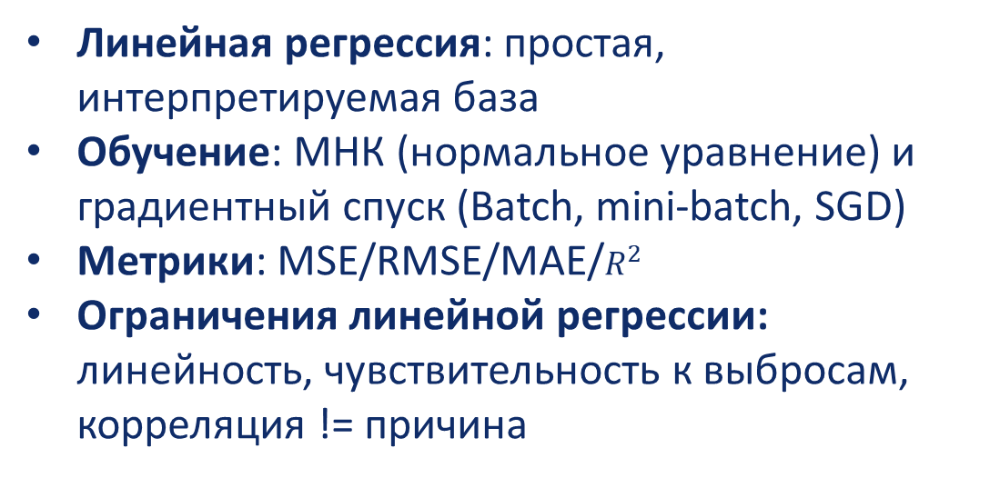 • Линейная регрессия: простая,
интерпретируемая база
• Обучение: МНК (нормальное уравнение) и
градиентный спуск (Batch, mini-batch, SGD)
• Метрики: MSE/RMSE/MAE/R²
• Ограничения линейной регрессии:
линейность, чувствительность к выбросам,
корреляция != причина